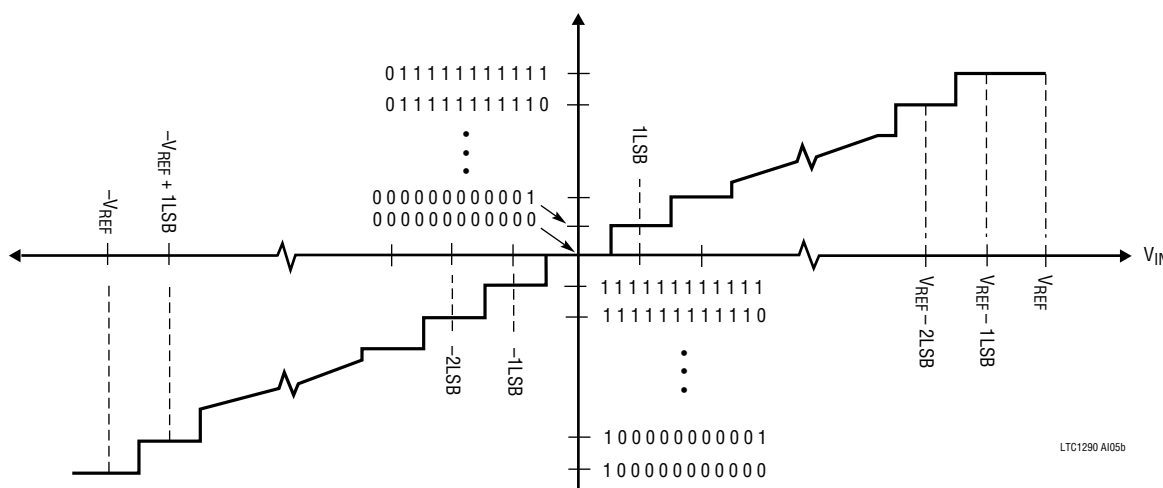 011111111111
011111111110
000000000001
000000000000
–VREF
–VREF + 1LSB
–2LSB
–1LSB
1LSB
VIN
VREF – 2LSB
VREF – 1LSB
VREF
111111111111
111111111110
100000000001
100000000000
LTC1290 AI05b